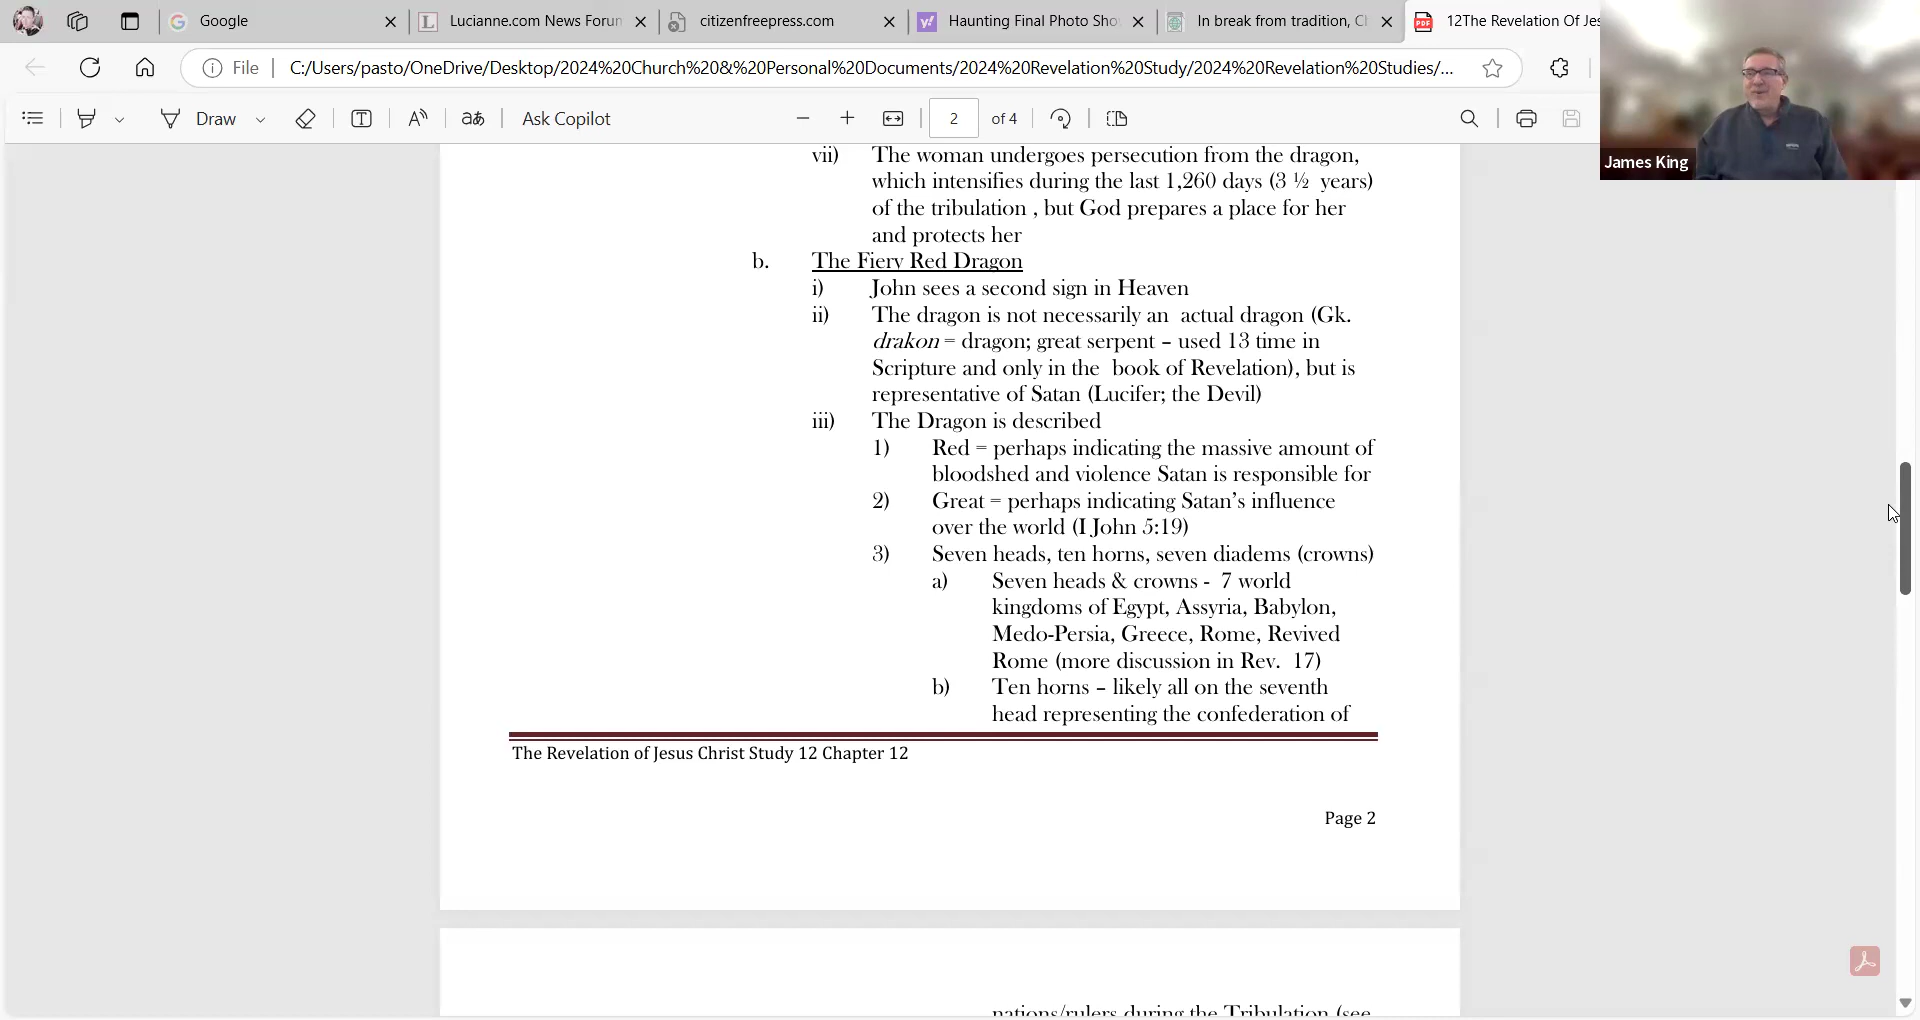 Google
Lucianne.com News Forum
citizenfreepress.com
Haunting Final Photo Sho
In break from tradition, Cl
12The Revelation Of Jes
File
C:/Users/pasto/OneDrive/Desktop/2024%20Church%20&%20Personal%20Documents/2024%20Revelation%20Study/2024%20Revelation%20Studies/...
Draw
Ask Copilot
2 of 4
James King
vii) The woman undergoes persecution from the dragon,
which intensifies during the last 1,260 days (3 ½ years)
of the tribulation , but God prepares a place for her
and protects her
b. The Fiery Red Dragon
i) John sees a second sign in Heaven
ii) The dragon is not necessarily an actual dragon (Gk.
drakon = dragon; great serpent – used 13 time in
Scripture and only in the book of Revelation), but is
representative of Satan (Lucifer; the Devil)
iii) The Dragon is described
1) Red = perhaps indicating the massive amount of
bloodshed and violence Satan is responsible for
2) Great = perhaps indicating Satan’s influence
over the world (I John 5:19)
3) Seven heads, ten horns, seven diadems (crowns)
a) Seven heads & crowns - 7 world
kingdoms of Egypt, Assyria, Babylon,
Medo-Persia, Greece, Rome, Revived
Rome (more discussion in Rev. 17)
b) Ten horns – likely all on the seventh
head representing the confederation of
The Revelation of Jesus Christ Study 12 Chapter 12
Page 2
nations/rulers during the Tribulation (see